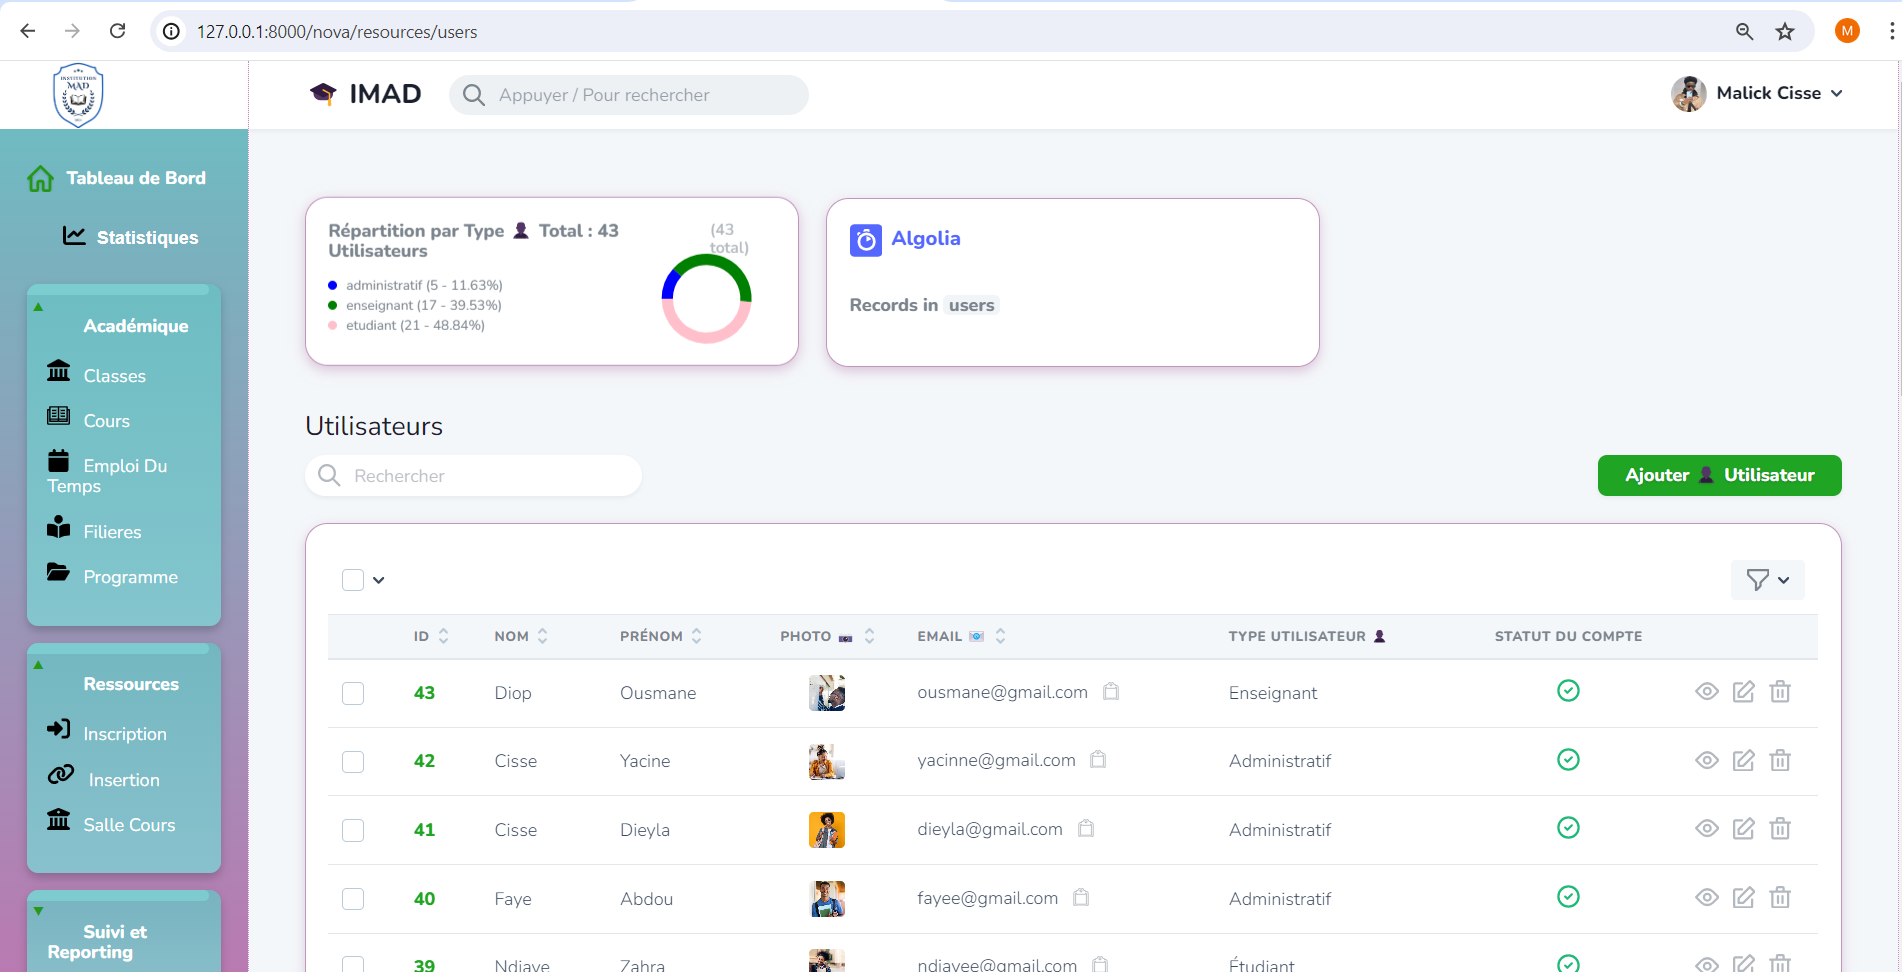 127.0.0.1:8000/nova/resources/users
M
INSTITUTION
MAD
IMAD
Appuyer / Pour rechercher
Malick Cisse
Tableau de Bord
Statistiques
Académique
Classes
Cours
Emploi Du
Temps
Filieres
Programme
Ressources
Inscription
Insertion
Salle Cours
Suivi et
Reporting
Répartition par Type Total : 43
Utilisateurs
(43
total)
administratif (5 - 11.63%)
enseignant (17 - 39.53%)
etudiant (21 - 48.84%)
Algolia
Records in users
Utilisateurs
Rechercher
Ajouter Utilisateur
ID NOM PRÉNOM PHOTO EMAIL TYPE UTILISATEUR STATUT DU COMPTE
43 Diop Ousmane ousmane@gmail.com Enseignant
42 Cisse Yacine yacinne@gmail.com Administratif
41 Cisse Dieyla dieyla@gmail.com Administratif
40 Faye Abdou fayee@gmail.com Administratif
39 Ndiaye Zahra ndiayee@gmail.com Étudiant